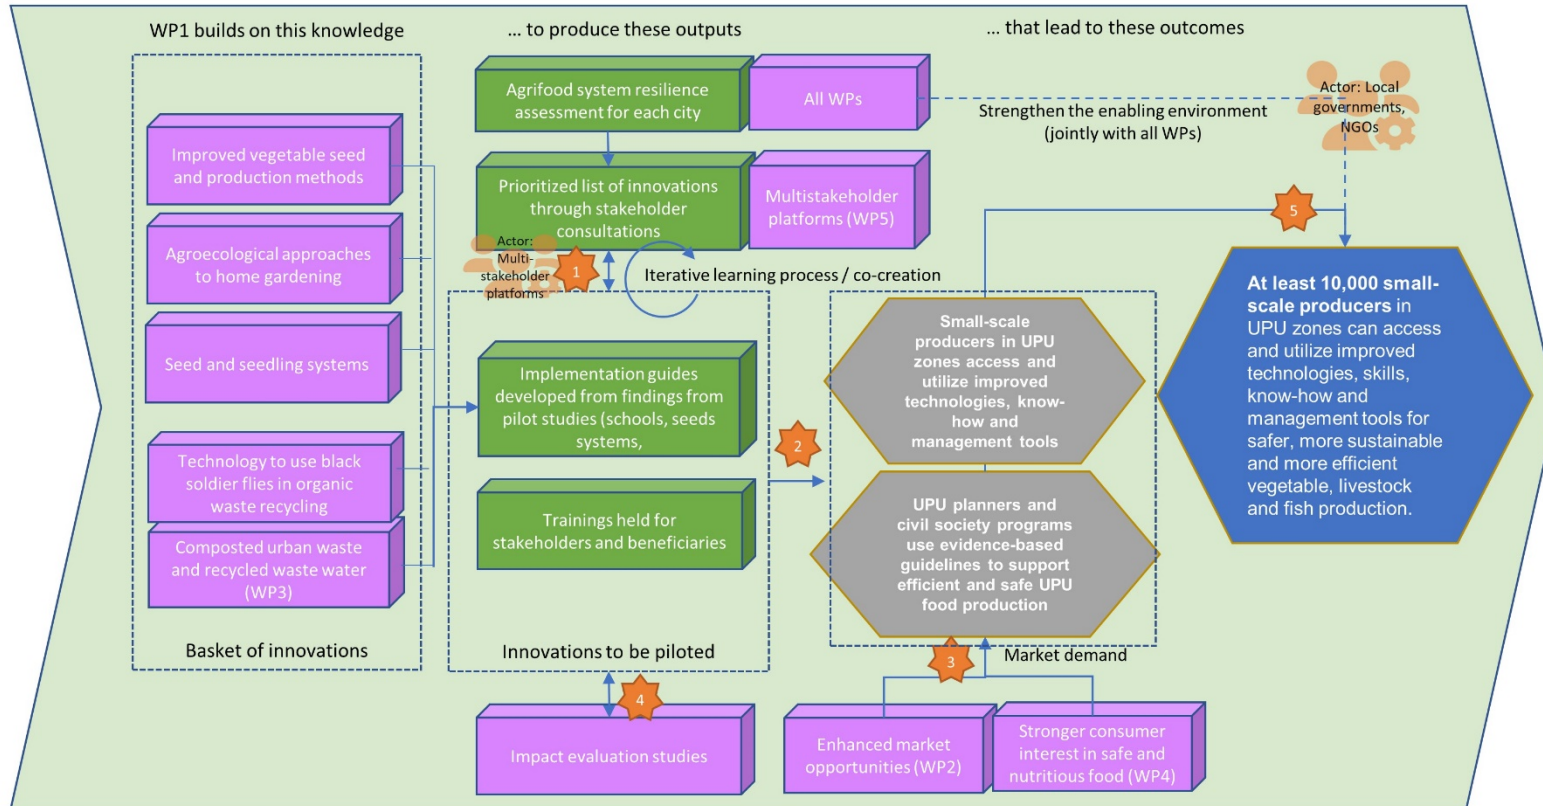 WP1 builds on this knowledge
... to produce these outputs
... that lead to these outcomes
Improved vegetable seed
and production methods
Agroecological approaches
to home gardening
Seed and seedling systems
Technology to use black
soldier flies in organic
waste recycling
Composted urban waste
and recycled waste water
(WP3)
Basket of innovations
Agrifood system resilience
assessment for each city
All WPs
Prioritized list of innovations
through stakeholder
consultations
Multistakeholder
platforms (WP5)
Actor:
Multi-
stakeholder
platforms
1
Iterative learning process / co-creation
Implementation guides
developed from findings from
pilot studies (schools, seeds
systems,
Trainings held for
stakeholders and beneficiaries
Innovations to be piloted
4
Impact evaluation studies
2
Strengthen the enabling environment
(jointly with all WPs)
Actor: Local
governments,
NGOs
5
Small-scale
producers in UPU
zones access and
utilize improved
technologies, know-
how and
management tools
UPU planners and
civil society programs
use evidence-based
guidelines to support
efficient and safe UPU
food production
3
Market demand
Enhanced market
opportunities (WP2)
Stronger consumer
interest in safe and
nutritious food (WP4)
At least 10,000 small-
scale producers in
UPU zones can access
and utilize improved
technologies, skills,
know-how and
management tools for
safer, more sustainable
and more efficient
vegetable, livestock
and fish production.